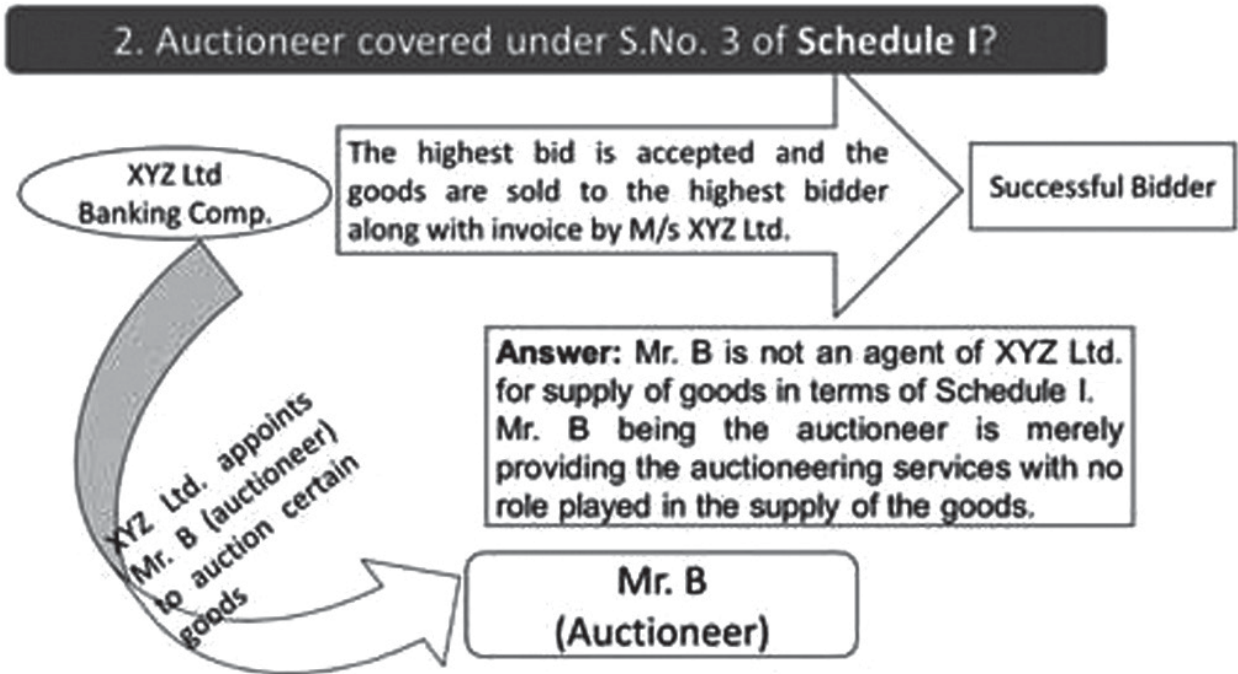 2. Auctioneer covered under S.No. 3 of Schedule I?
XYZ Ltd
Banking Comp.
The highest bid is accepted and the
goods are sold to the highest bidder
along with invoice by M/s XYZ Ltd.
Successful Bidder
Answer: Mr. B is not an agent of XYZ Ltd.
for supply of goods in terms of Schedule I.
Mr. B being the auctioneer is merely
providing the auctioneering services with no
role played in the supply of the goods.
XYZ Ltd. appoints
Mr. B (auctioneer)
to auction certain
goods
Mr. B
(Auctioneer)